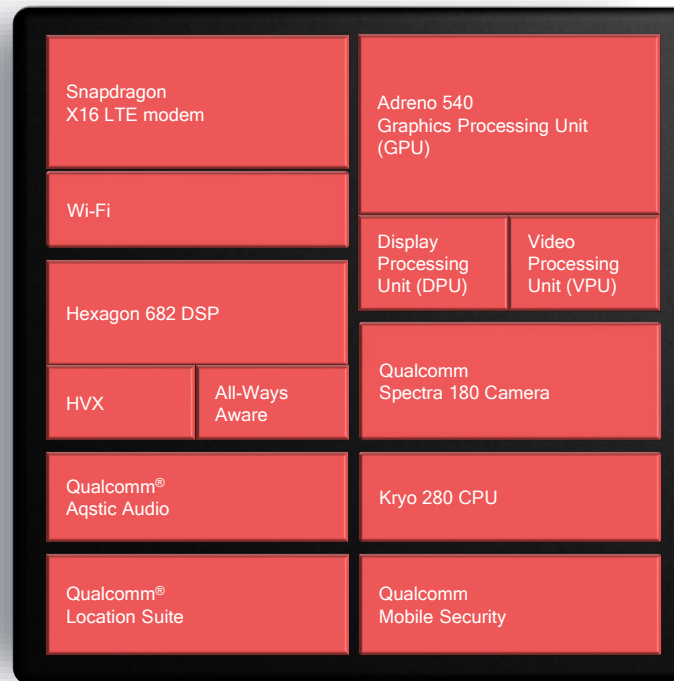 Snapdragon
X16 LTE modem
Wi-Fi
Hexagon 682 DSP
HVX
All-Ways
Aware
Qualcomm®
Aqstic Audio
Qualcomm®
Location Suite
Adreno 540
Graphics Processing Unit
(GPU)
Display
Processing
Unit (DPU)
Video
Processing
Unit (VPU)
Qualcomm
Spectra 180 Camera
Kryo 280 CPU
Qualcomm
Mobile Security